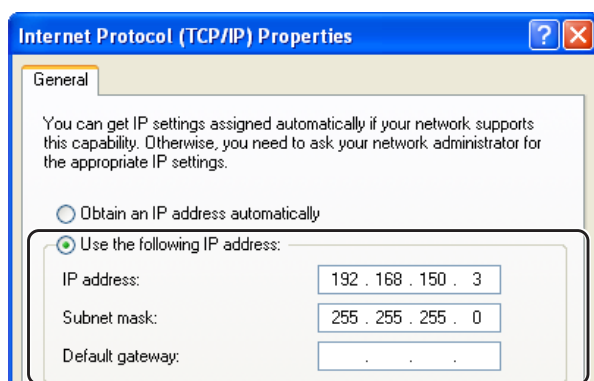 Internet Protocol (TCP/IP) Properties
General
You can get IP settings assigned automatically if your network supports
this capability. Otherwise, you need to ask your network administrator for
the appropriate IP settings.
Obtain an IP address automatically
Use the following IP address:
IP address: 192 . 168 . 150 . 3
Subnet mask: 255 . 255 . 255 . 0
Default gateway: . . .